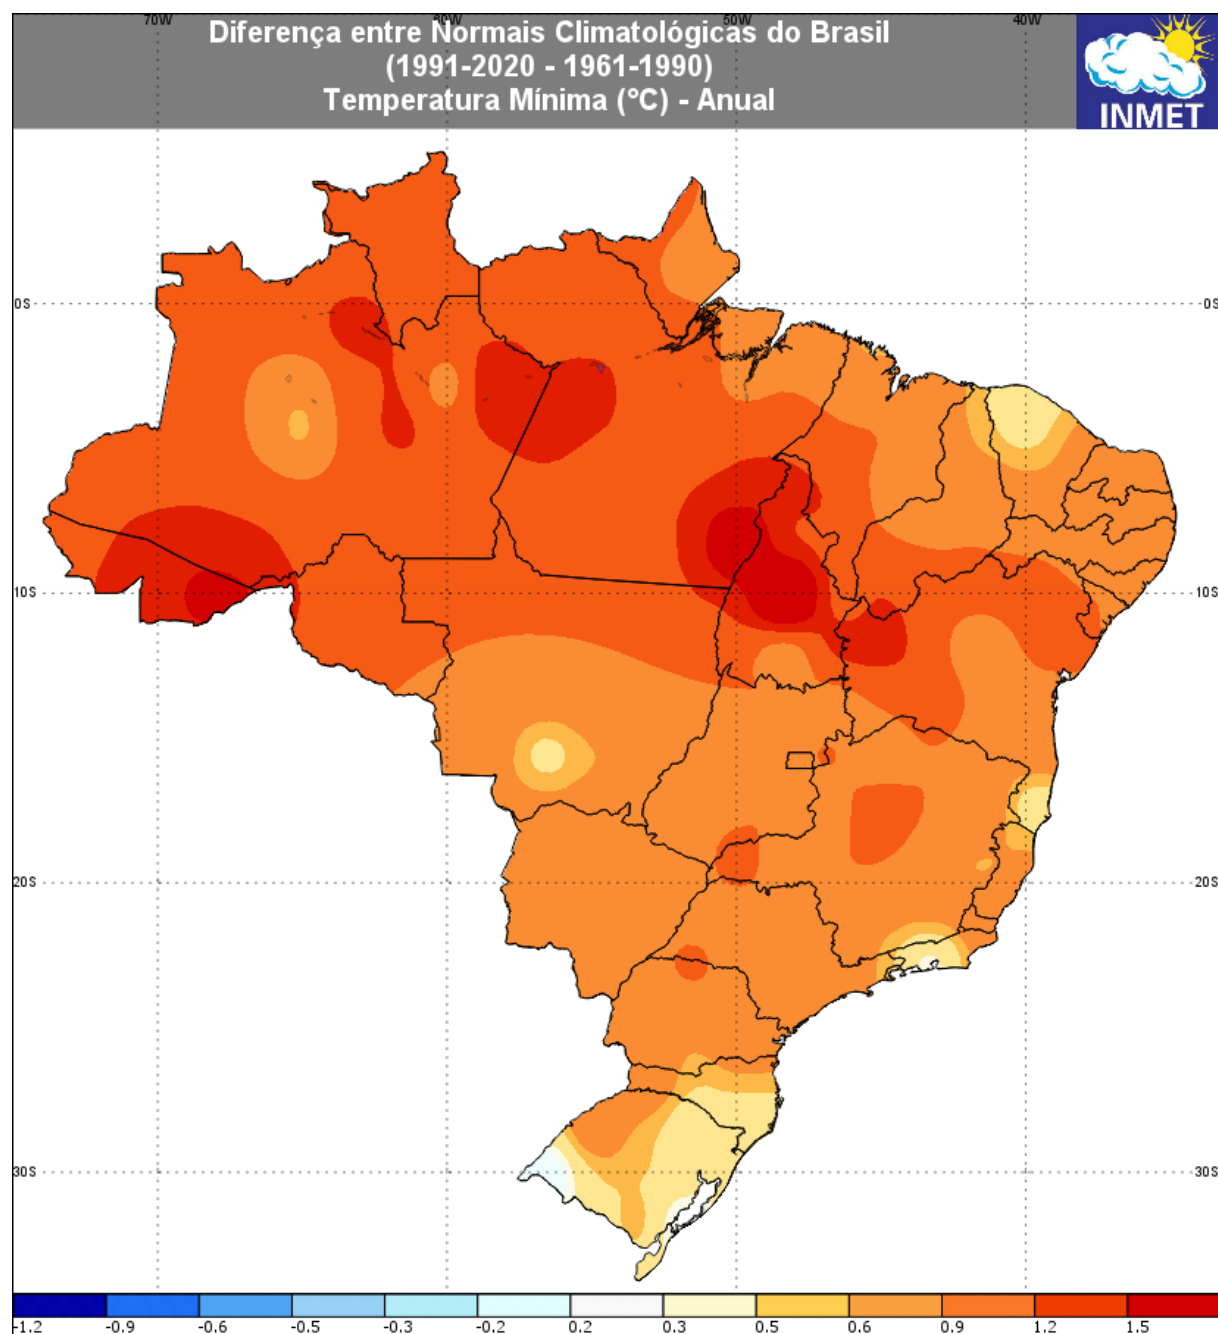 70W 60W 50W 40W
Diferença entre Normais Climatológicas do Brasil
(1991-2020 - 1961-1990)
Temperatura Mínima (°C) - Anual
INMET
0S 0S
10S 10S
20S 20S
30S 30S
-1.2 -0.9 -0.6 -0.5 -0.3 -0.2 0.2 0.3 0.5 0.6 0.9 1.2 1.5